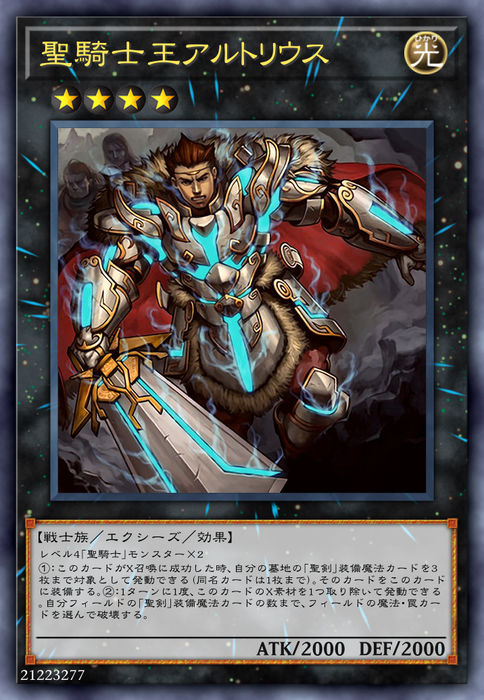 聖騎士王アルトリウス
ひかり
光
【戦士族／エクシーズ／効果】
レベル4「聖騎士」モンスター×2
①：このカードがX召喚に成功した時、自分の墓地の「聖剣」装備魔法カードを3
枚まで対象として発動できる(同名カードは1枚まで)。そのカードをこのカード
に装備する。②：1ターンに1度、このカードのX素材を1つ取り除いて発動できる
。自分フィールドの「聖剣」装備魔法カードの数まで、フィールドの魔法・罠カー
ドを選んで破壊する。
ATK/2000 DEF/2000
21223277